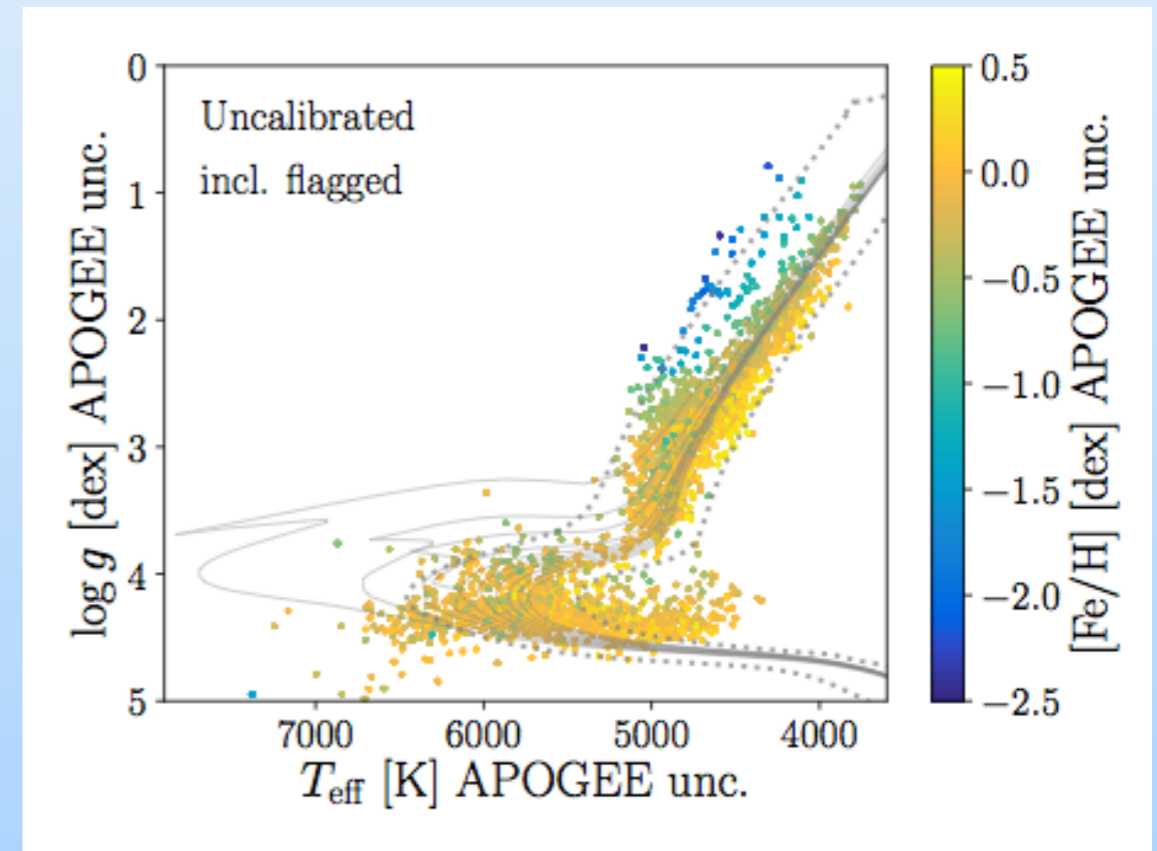 Uncalibrated
incl. flagged
0
1
2
3
4
5
log g [dex] APOGEE unc.
7000 6000 5000 4000
T_eff [K] APOGEE unc.
0.5
0.0
−0.5
−1.0
−1.5
−2.0
−2.5
[Fe/H] [dex] APOGEE unc.